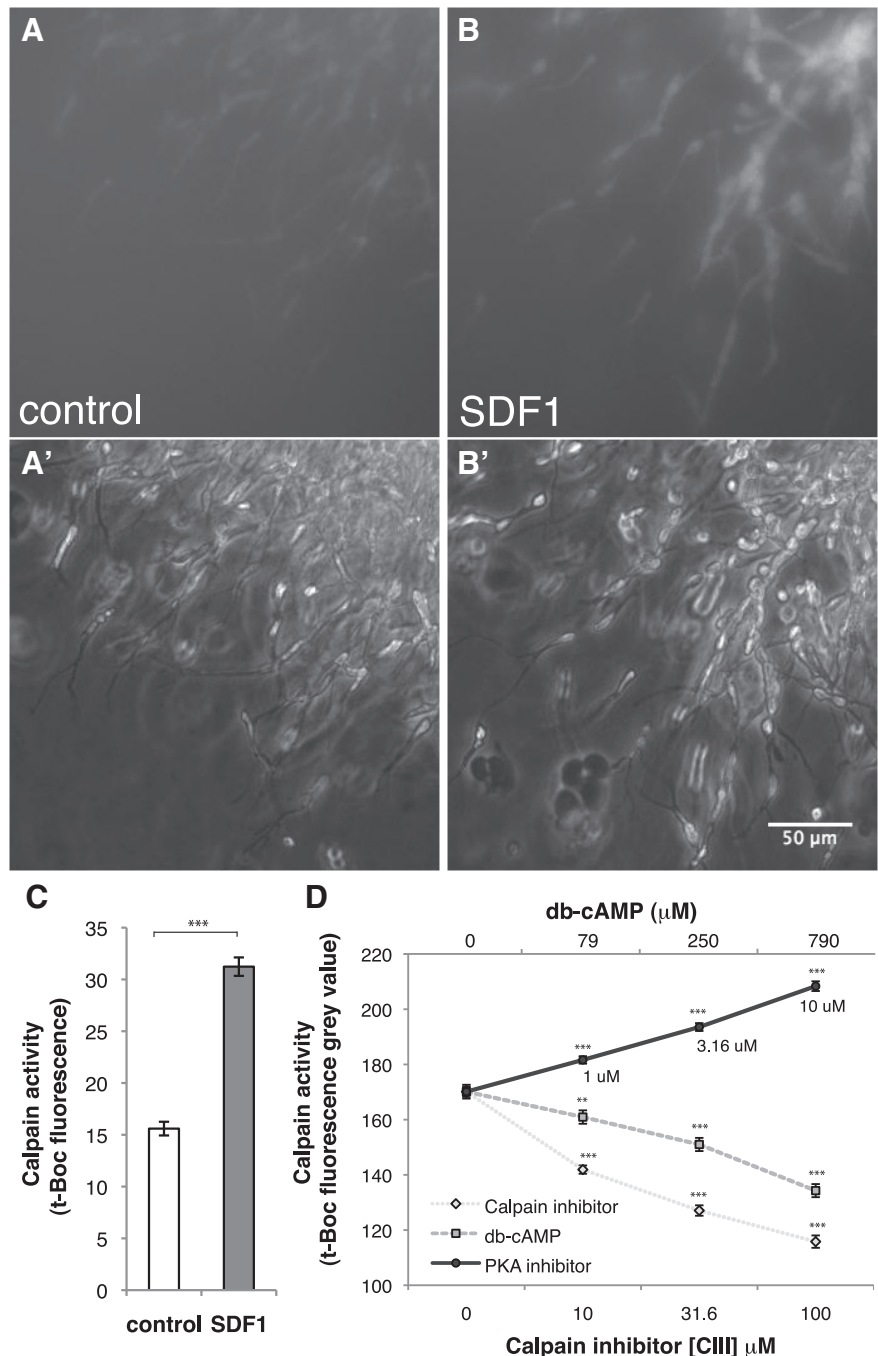 A
B
control
SDF1
A'
B'
50 µm
C
Calpain activity
(t-Boc fluorescence)
35
30
25
20
15
10
5
0
***
control SDF1
D
db-cAMP (µM)
0 79 250 790
Calpain activity
(t-Boc fluorescence grey value)
220
200
180
160
140
120
100
***
10 uM
***
3.16 uM
***
1 uM
**
***
***
***
***
***
Calpain inhibitor
db-cAMP
PKA inhibitor
0 10 31.6 100
Calpain inhibitor [CIII] µM